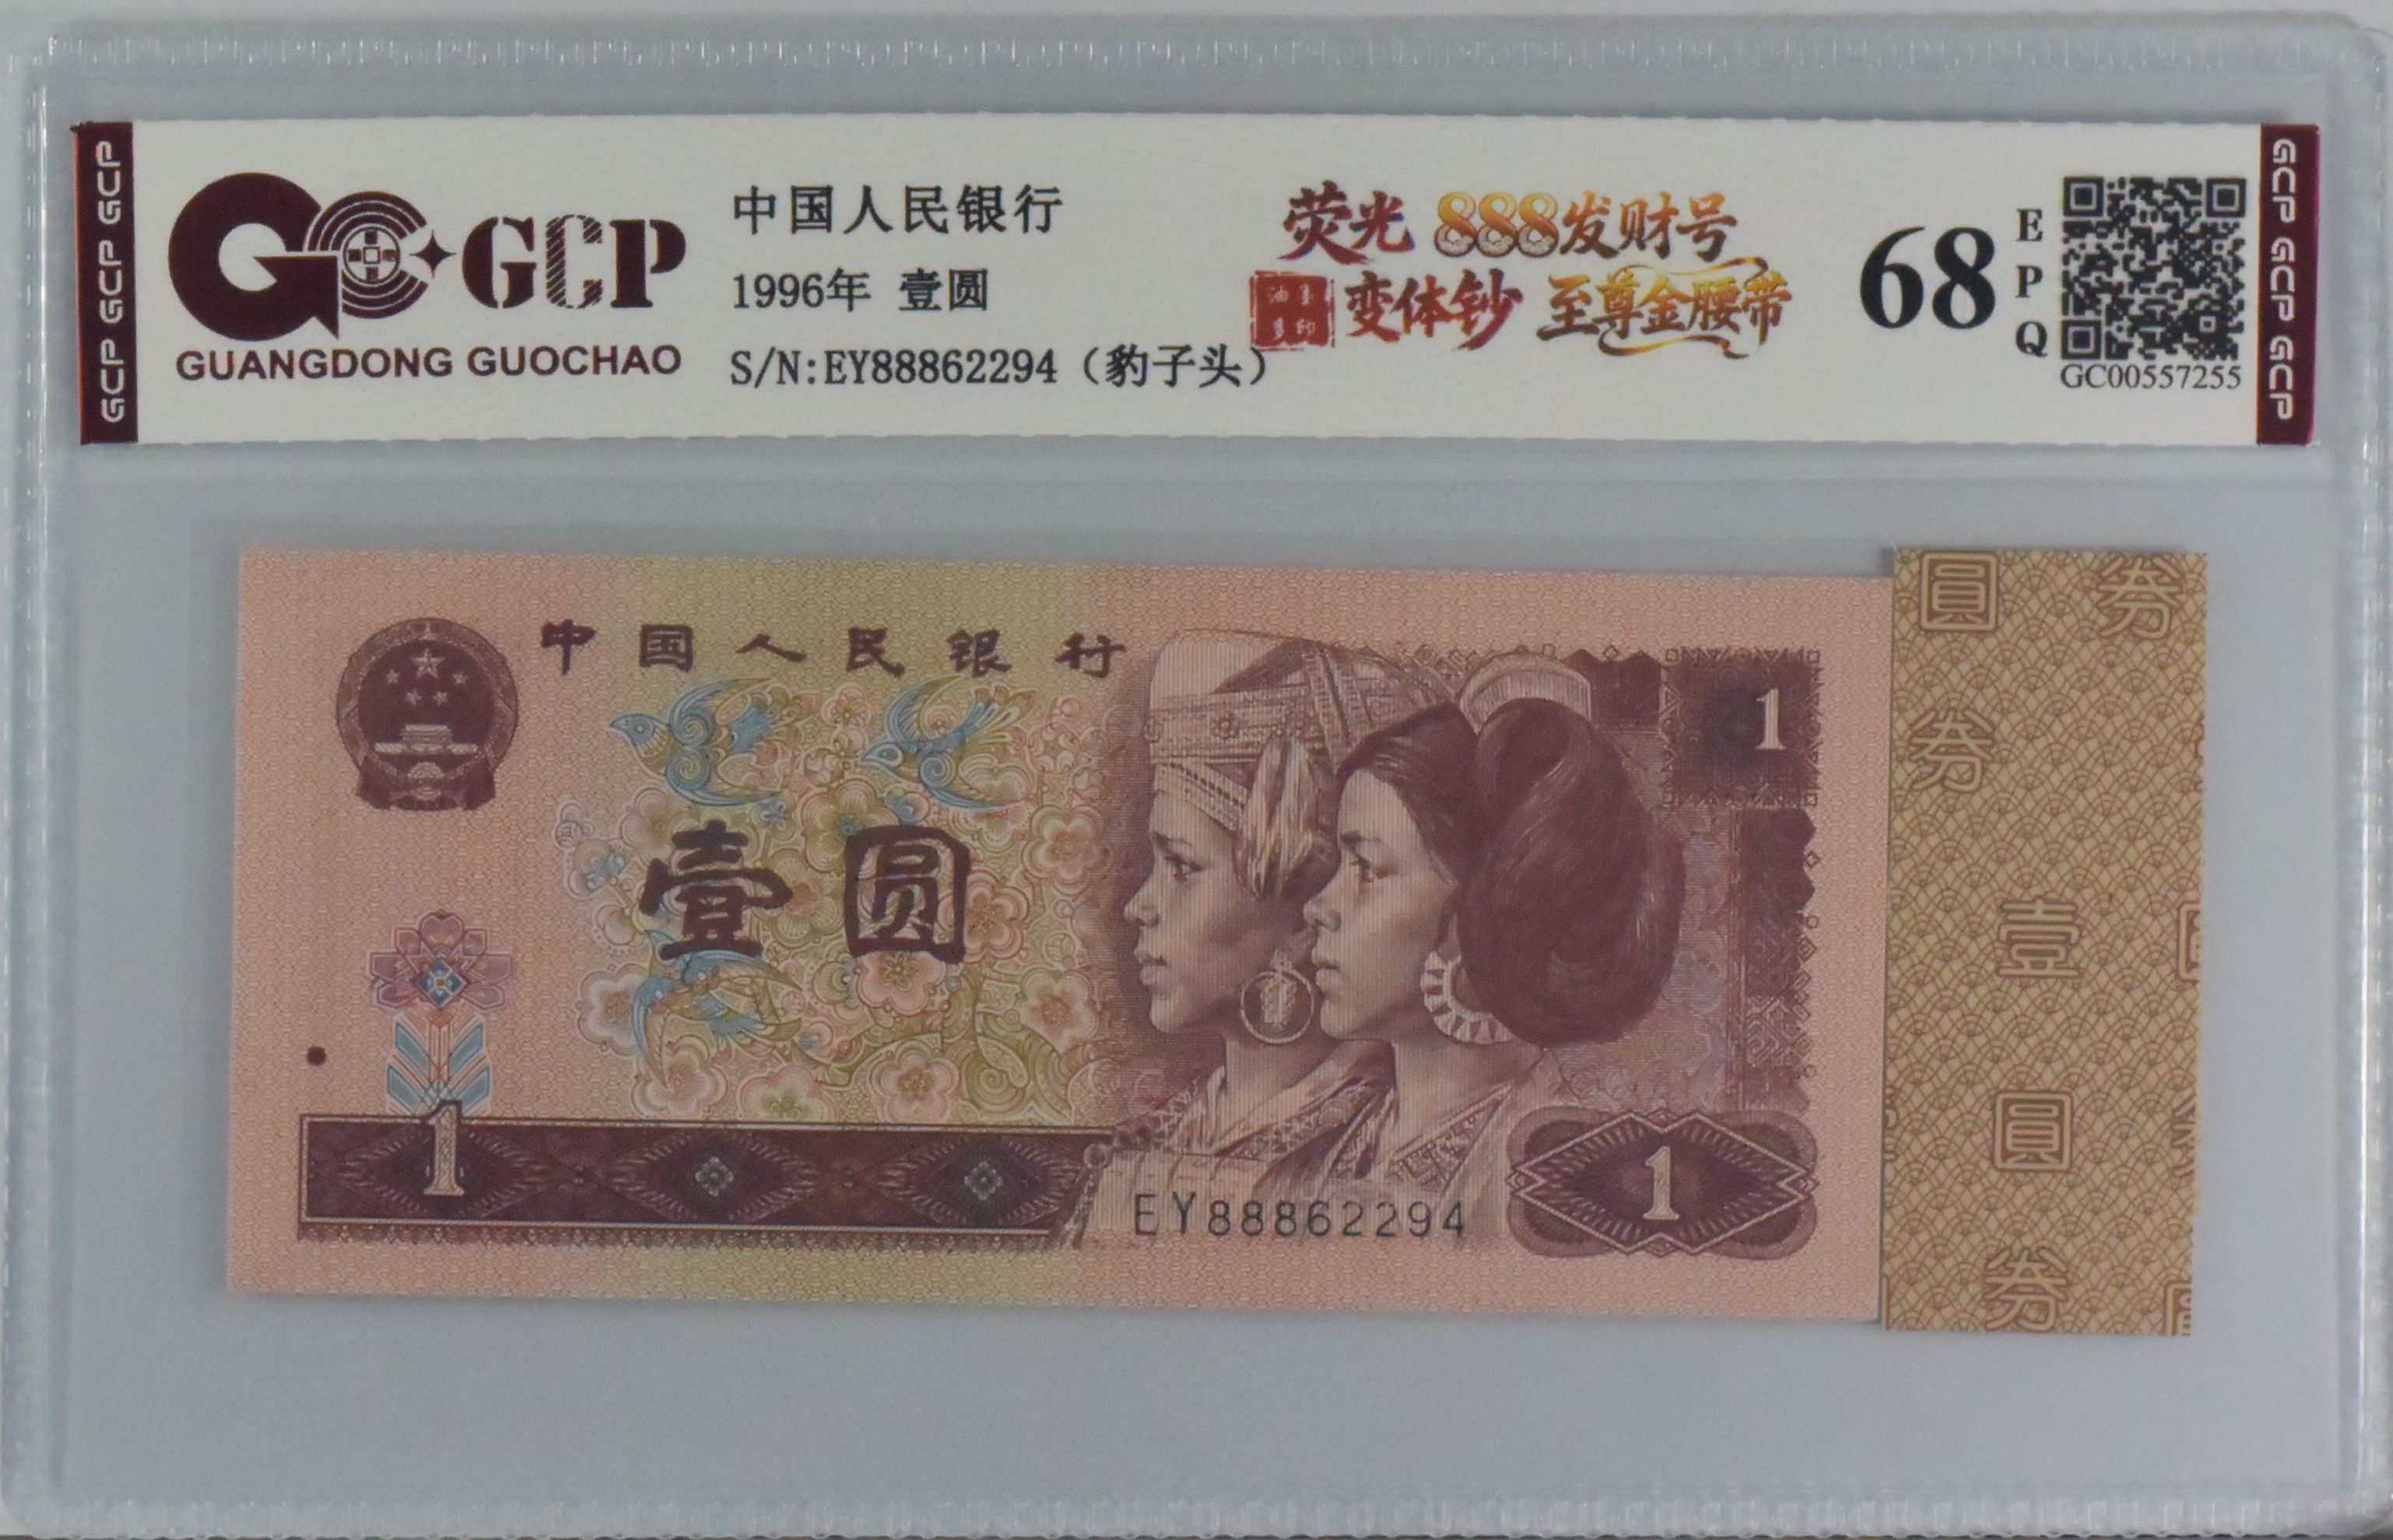 GCP GCP GCP
GCP
GUANGDONG GUOCHAO
中国人民银行
1996年 壹圆
S/N:EY88862294（豹子头）
荧光 888发财号
变体钞 至尊金腰带
68
EPQ
GC00557255
GCP GCP GCP
中国人民银行
1
壹圆
1
EY88862294
1
圓 券
券
壹
圓
券